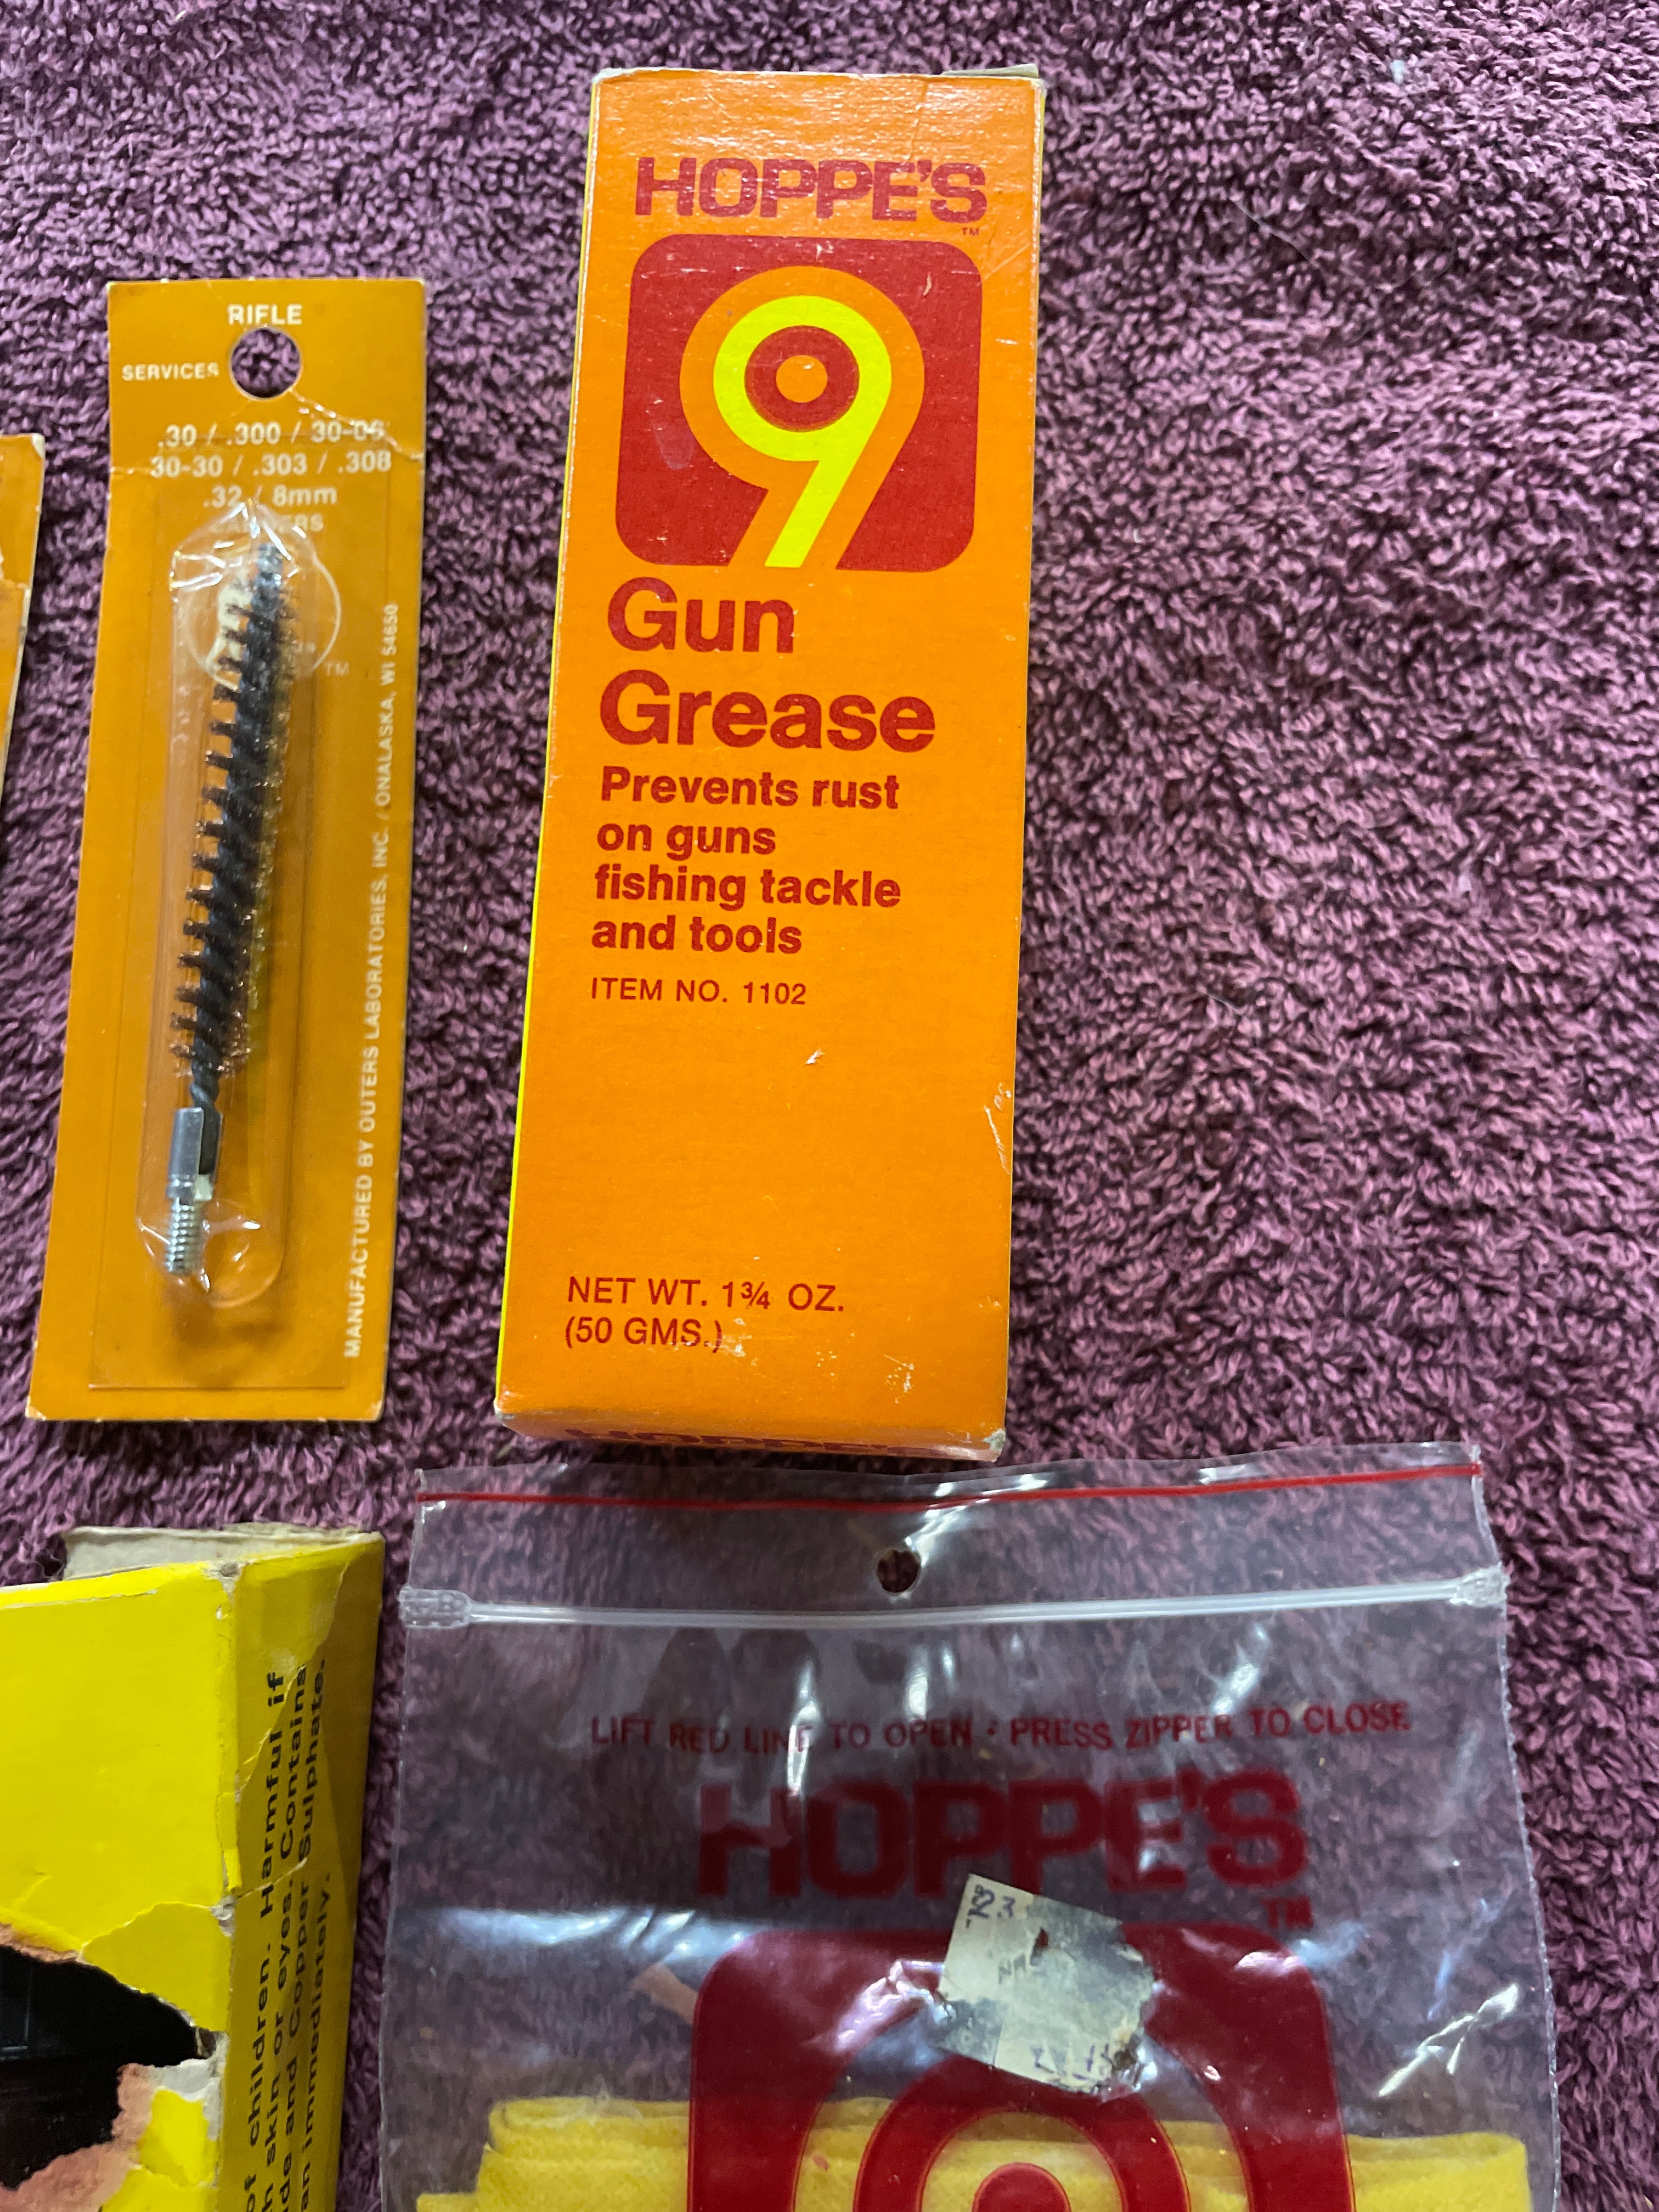 RIFLE
SERVICES
.30 / .300 / 30-06
30-30 / .303 / .308
.32 / 8mm
TM
MANUFACTURED BY OUTERS LABORATORIES, INC. / ONALASKA, WI 54650
HOPPE'S
TM
9
Gun
Grease
Prevents rust
on guns
fishing tackle
and tools
ITEM NO. 1102
NET WT. 1¾ OZ.
(50 GMS.)
of children. Harmful if
skin or eyes. Contains
and Copper Sulphate.
immediately.
LIFT RED LINE TO OPEN • PRESS ZIPPER TO CLOSE
HOPPE'S
TM